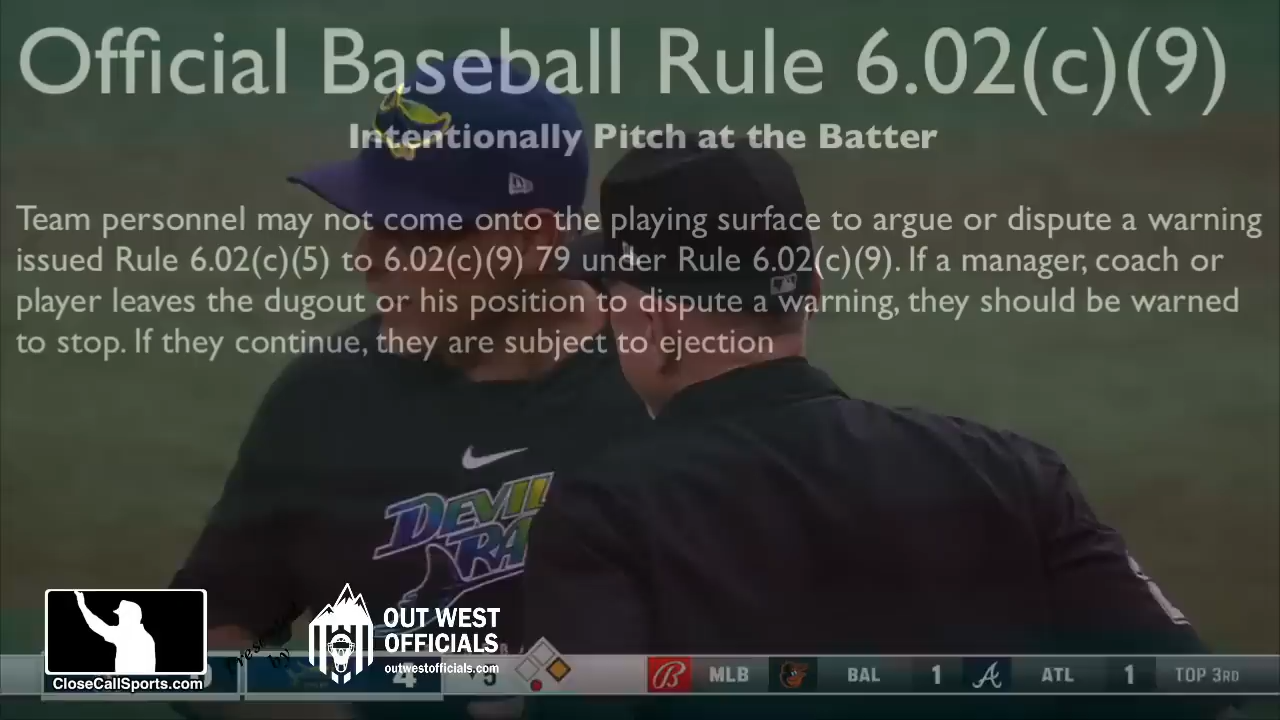 Official Baseball Rule 6.02(c)(9)
Intentionally Pitch at the Batter
Team personnel may not come onto the playing surface to argue or dispute a warning
issued Rule 6.02(c)(5) to 6.02(c)(9) 79 under Rule 6.02(c)(9). If a manager, coach or
player leaves the dugout or his position to dispute a warning, they should be warned
to stop. If they continue, they are subject to ejection
DEVIL
RA
OUT WEST
OFFICIALS
outwestofficials.com
Presented
by
CloseCallSports.com
4
MLB BAL 1 ATL 1 TOP 3RD